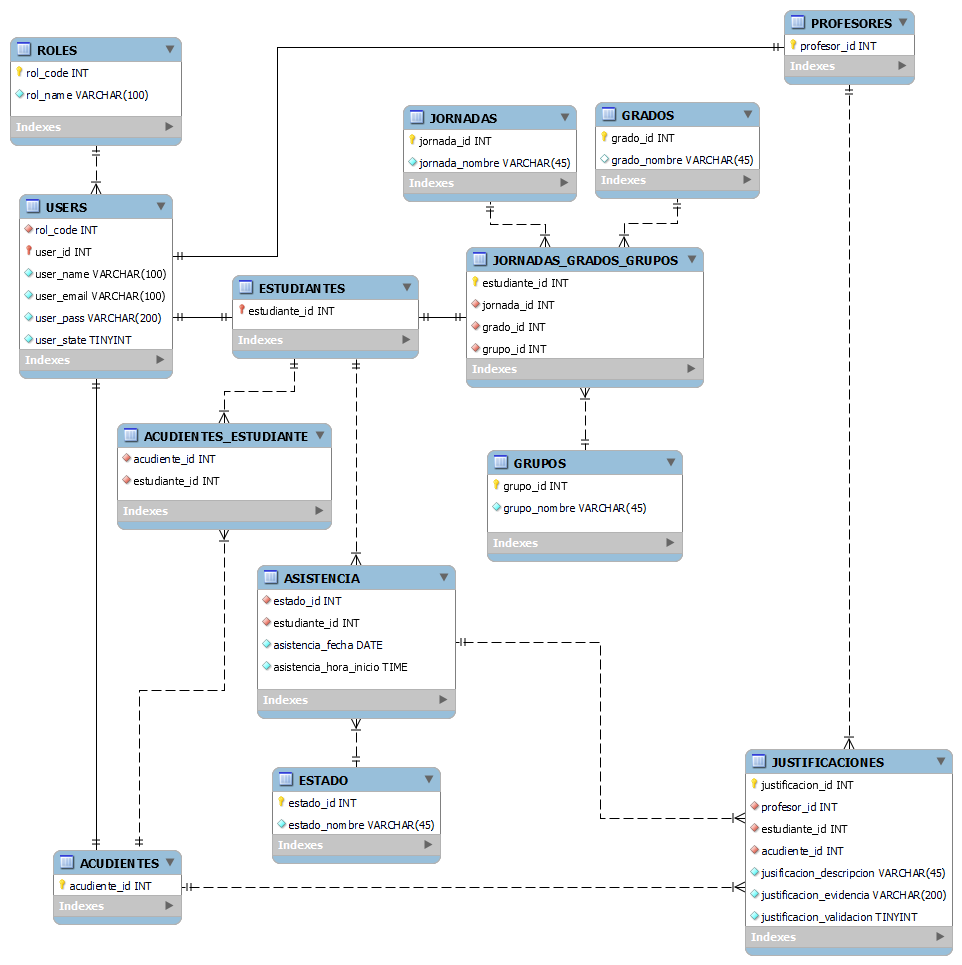 PROFESORES
profesor_id INT
Indexes
ROLES
rol_code INT
rol_name VARCHAR(100)
Indexes
JORNADAS
jornada_id INT
jornada_nombre VARCHAR(45)
Indexes
GRADOS
grado_id INT
grado_nombre VARCHAR(45)
Indexes
USERS
rol_code INT
user_id INT
user_name VARCHAR(100)
user_email VARCHAR(100)
user_pass VARCHAR(200)
user_state TINYINT
Indexes
ESTUDIANTES
estudiante_id INT
Indexes
JORNADAS_GRADOS_GRUPOS
estudiante_id INT
jornada_id INT
grado_id INT
grupo_id INT
Indexes
ACUDIENTES_ESTUDIANTE
acudiente_id INT
estudiante_id INT
Indexes
GRUPOS
grupo_id INT
grupo_nombre VARCHAR(45)
Indexes
ASISTENCIA
estado_id INT
estudiante_id INT
asistencia_fecha DATE
asistencia_hora_inicio TIME
Indexes
ESTADO
estado_id INT
estado_nombre VARCHAR(45)
Indexes
JUSTIFICACIONES
justificacion_id INT
profesor_id INT
estudiante_id INT
acudiente_id INT
jusificacion_descripcion VARCHAR(45)
justificacion_evidencia VARCHAR(200)
justificacion_validacion TINYINT
Indexes
ACUDIENTES
acudiente_id INT
Indexes